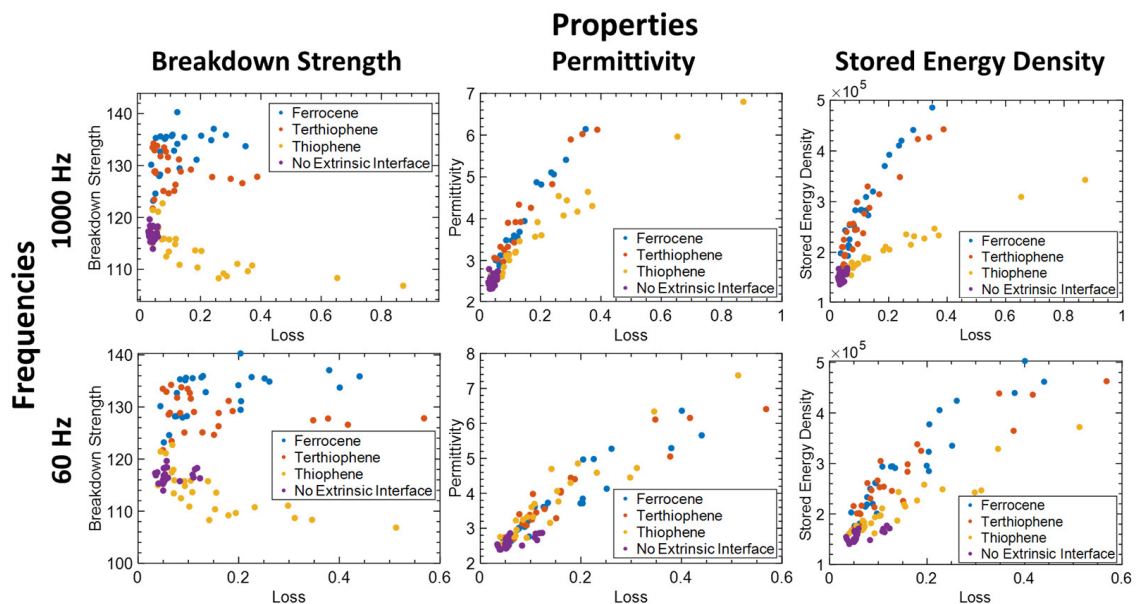 Properties
Breakdown Strength
Permittivity
Stored Energy Density
Frequencies
1000 Hz
60 Hz
Breakdown Strength
140
130
120
110
0
0.2
0.4
0.6
0.8
Loss
Ferrocene
Terthiophene
Thiophene
No Extrinsic Interface
Permittivity
7
6
5
4
3
2
0
0.2
0.4
0.6
0.8
1
Loss
Ferrocene
Terthiophene
Thiophene
No Extrinsic Interface
Stored Energy Density
×10⁵
5
4
3
2
1
0
0.2
0.4
0.6
0.8
1
Loss
Ferrocene
Terthiophene
Thiophene
No Extrinsic Interface
Breakdown Strength
140
130
120
110
100
0
0.2
0.4
0.6
Loss
Ferrocene
Terthiophene
Thiophene
No Extrinsic Interface
Permittivity
8
7
6
5
4
3
2
0
0.2
0.4
0.6
Loss
Ferrocene
Terthiophene
Thiophene
No Extrinsic Interface
Stored Energy Density
×10⁵
5
4
3
2
1
0
0.2
0.4
0.6
Loss
Ferrocene
Terthiophene
Thiophene
No Extrinsic Interface